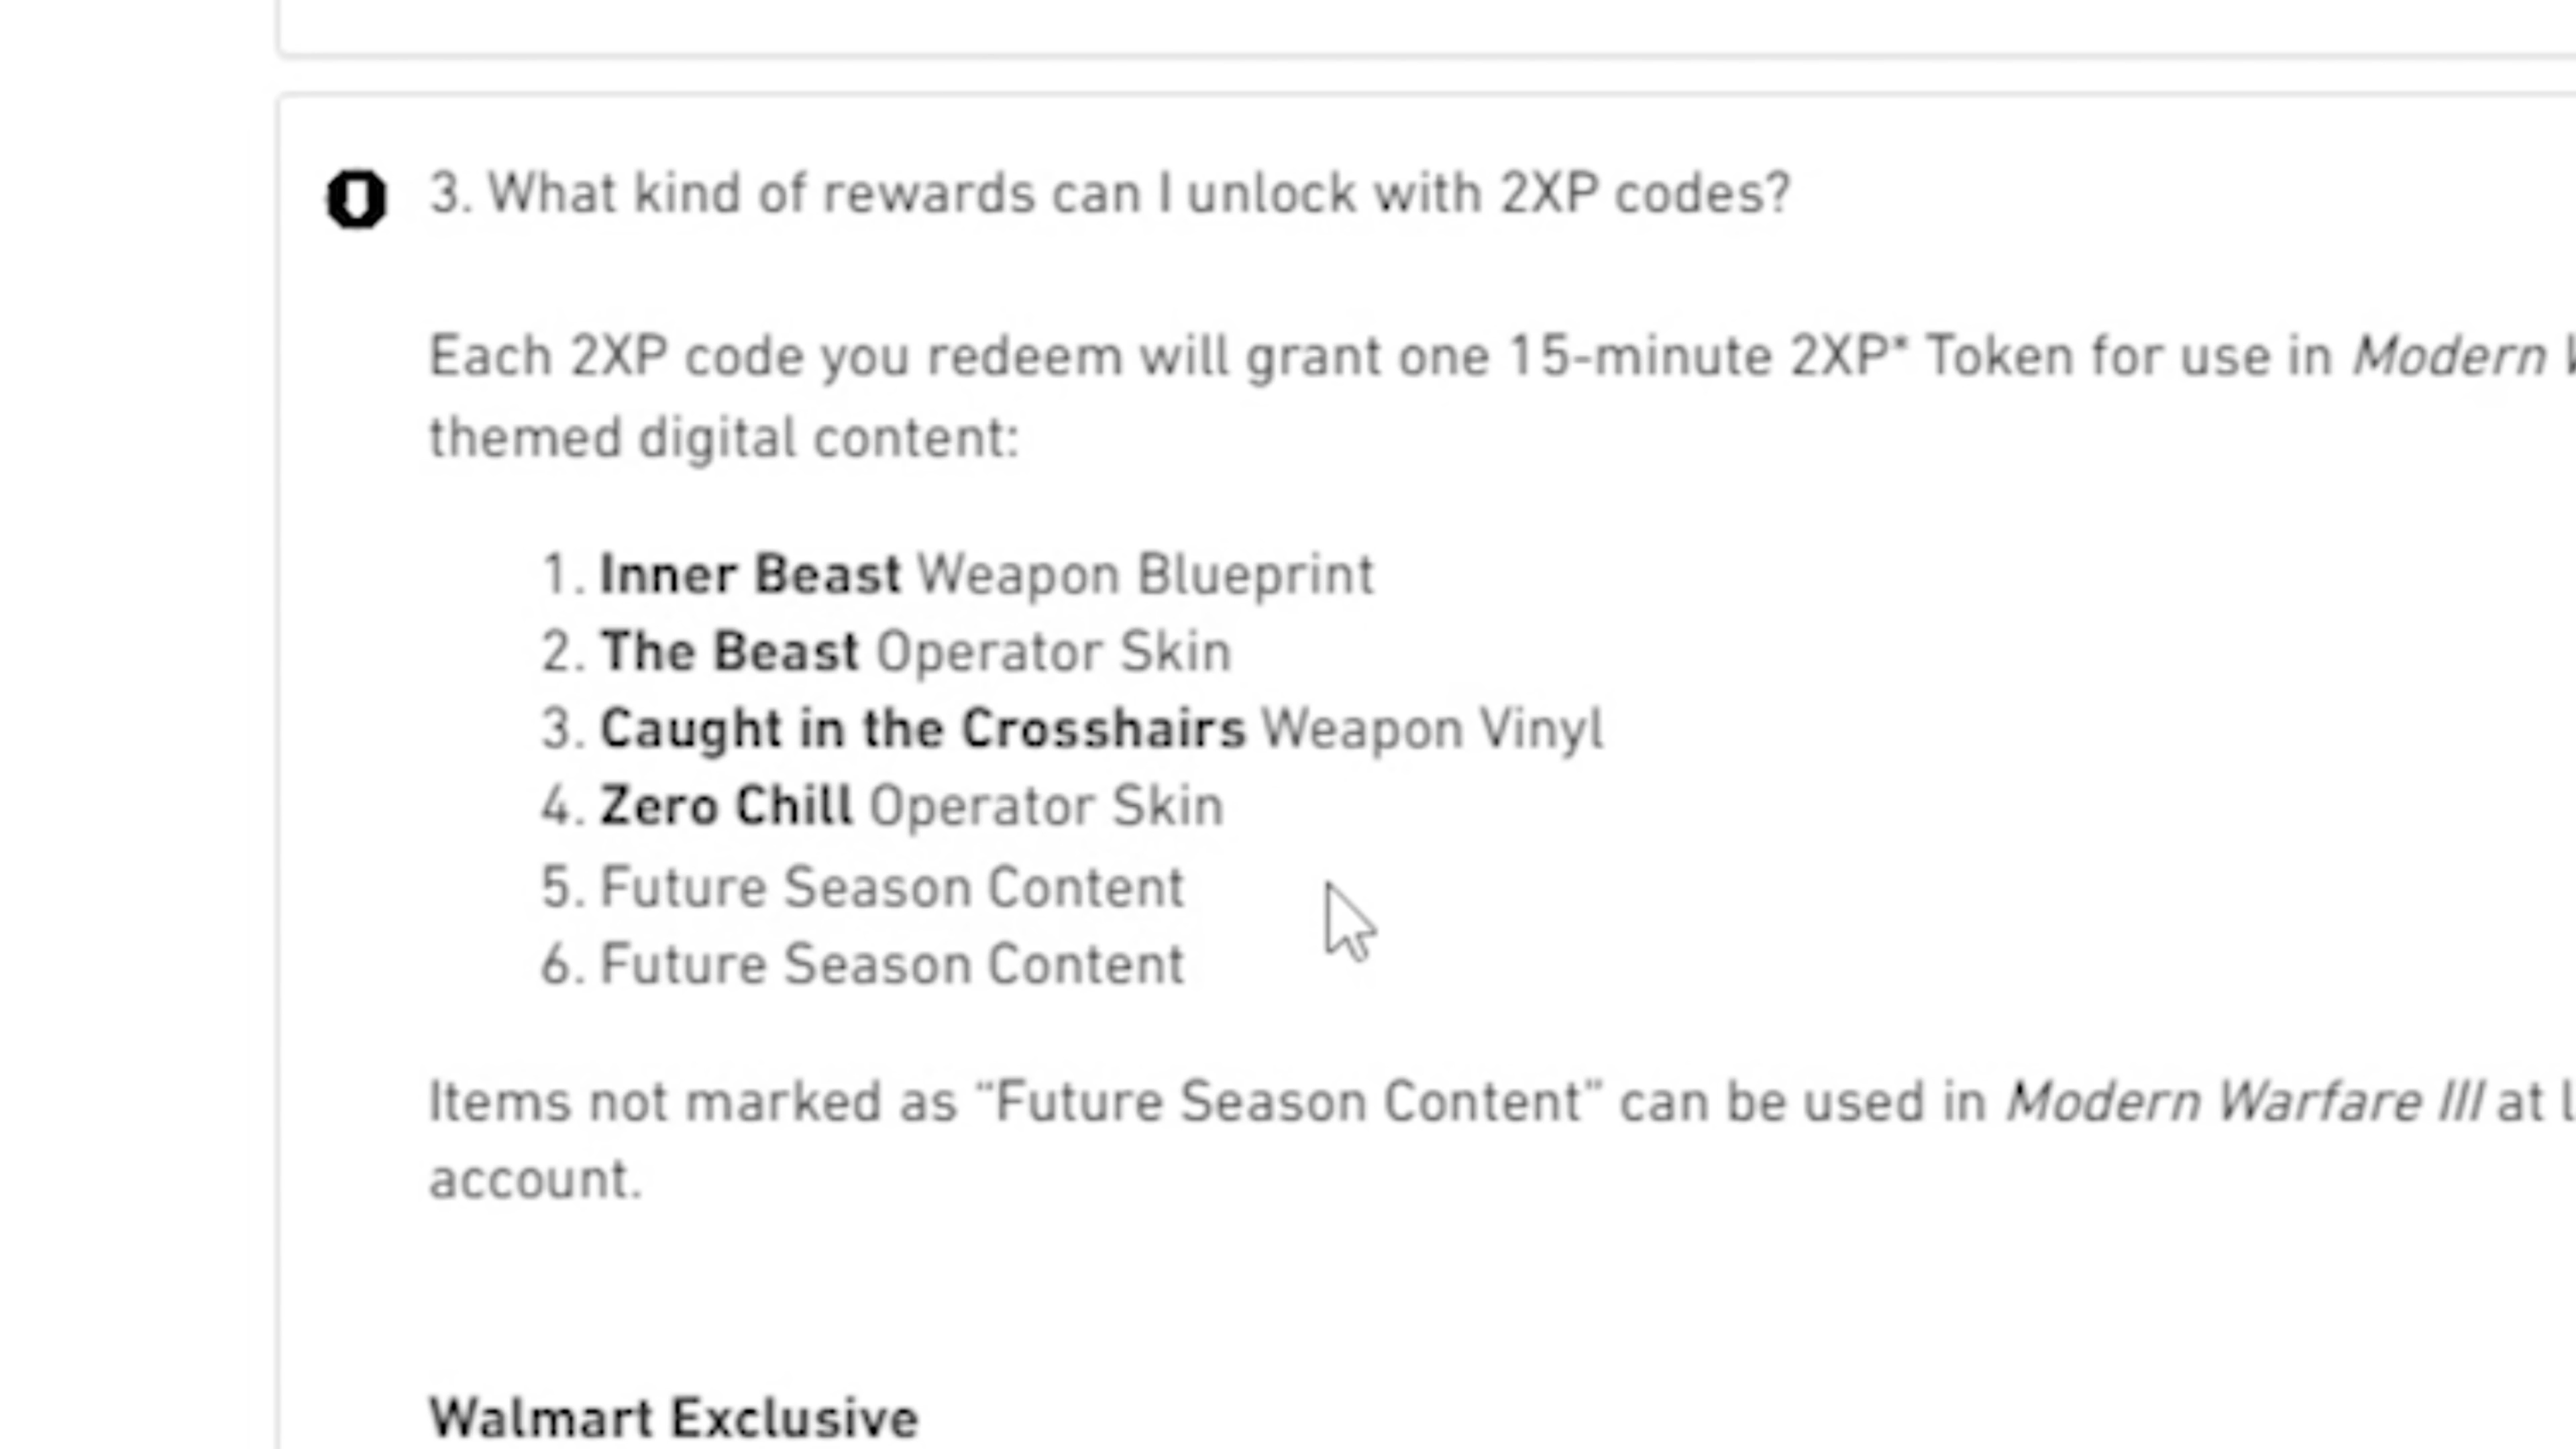 3. What kind of rewards can I unlock with 2XP codes?
Each 2XP code you redeem will grant one 15-minute 2XP* Token for use in Modern
themed digital content:
1. Inner Beast Weapon Blueprint
2. The Beast Operator Skin
3. Caught in the Crosshairs Weapon Vinyl
4. Zero Chill Operator Skin
5. Future Season Content
6. Future Season Content
Items not marked as “Future Season Content” can be used in Modern Warfare III at
account.
Walmart Exclusive